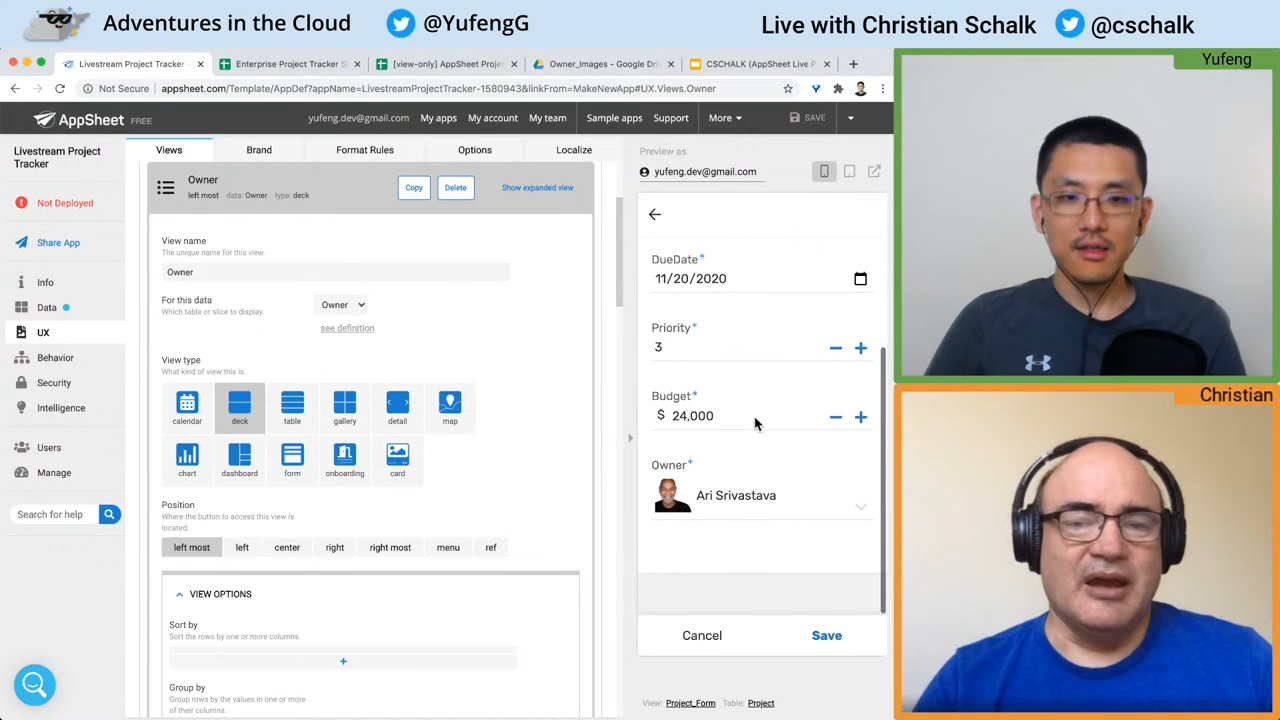 Adventures in the Cloud
@YufengG
Live with Christian Schalk
@cschalk
Livestream Project Tracker -
Enterprise Project Tracker S
[view-only] AppSheet Projec
Owner_Images - Google Driv
CSCHALK (AppSheet Live P
Not Secure
appsheet.com/Template/AppDef?appName=LivestreamProjectTracker-1580943&linkFrom=MakeNewApp#UX.Views.Owner
AppSheet FREE
yufeng.dev@gmail.com
My apps
My account
My team
Sample apps
Support
More
SAVE
Livestream Project
Tracker
Not Deployed
Share App
Info
Data
UX
Behavior
Security
Intelligence
Users
Manage
Search for help
Views
Brand
Format Rules
Options
Localize
Owner
left most data: Owner type: deck
Copy
Delete
Show expanded view
View name
The unique name for this view.
Owner
For this data
Which table or slice to display.
Owner
see definition
View type
What kind of view this is.
calendar
deck
table
gallery
detail
map
chart
dashboard
form
onboarding
card
Position
Where the button to access this view is
located.
left most
left
center
right
right most
menu
ref
VIEW OPTIONS
Sort by
Sort the rows by one or more columns.
+
Group by
Group rows by the values in one or more
of their columns.
Preview as
yufeng.dev@gmail.com
DueDate*
11/20/2020
Priority*
3
Budget*
$ 24,000
Owner*
Ari Srivastava
Cancel
Save
View: Project_Form Table: Project
Yufeng
Christian